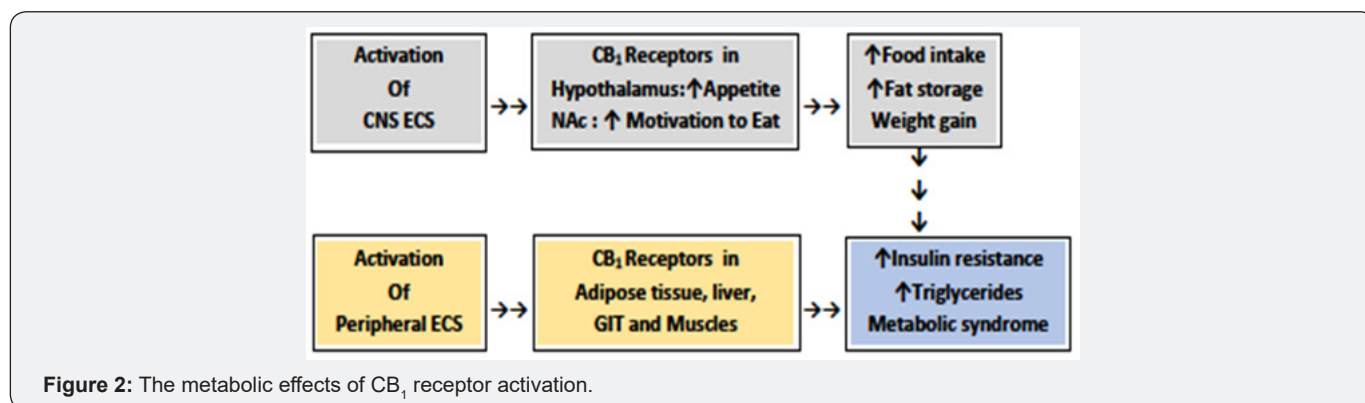 Activation
Of
CNS ECS
→→
CB₁ Receptors in
Hypothalamus:↑Appetite
NAc : ↑ Motivation to Eat
→→
↑Food intake
↑Fat storage
Weight gain
↓
↓
↓
Activation
Of
Peripheral ECS
→→
CB₁ Receptors in
Adipose tissue, liver,
GIT and Muscles
→→
↑Insulin resistance
↑Triglycerides
Metabolic syndrome
Figure 2: The metabolic effects of CB₁ receptor activation.